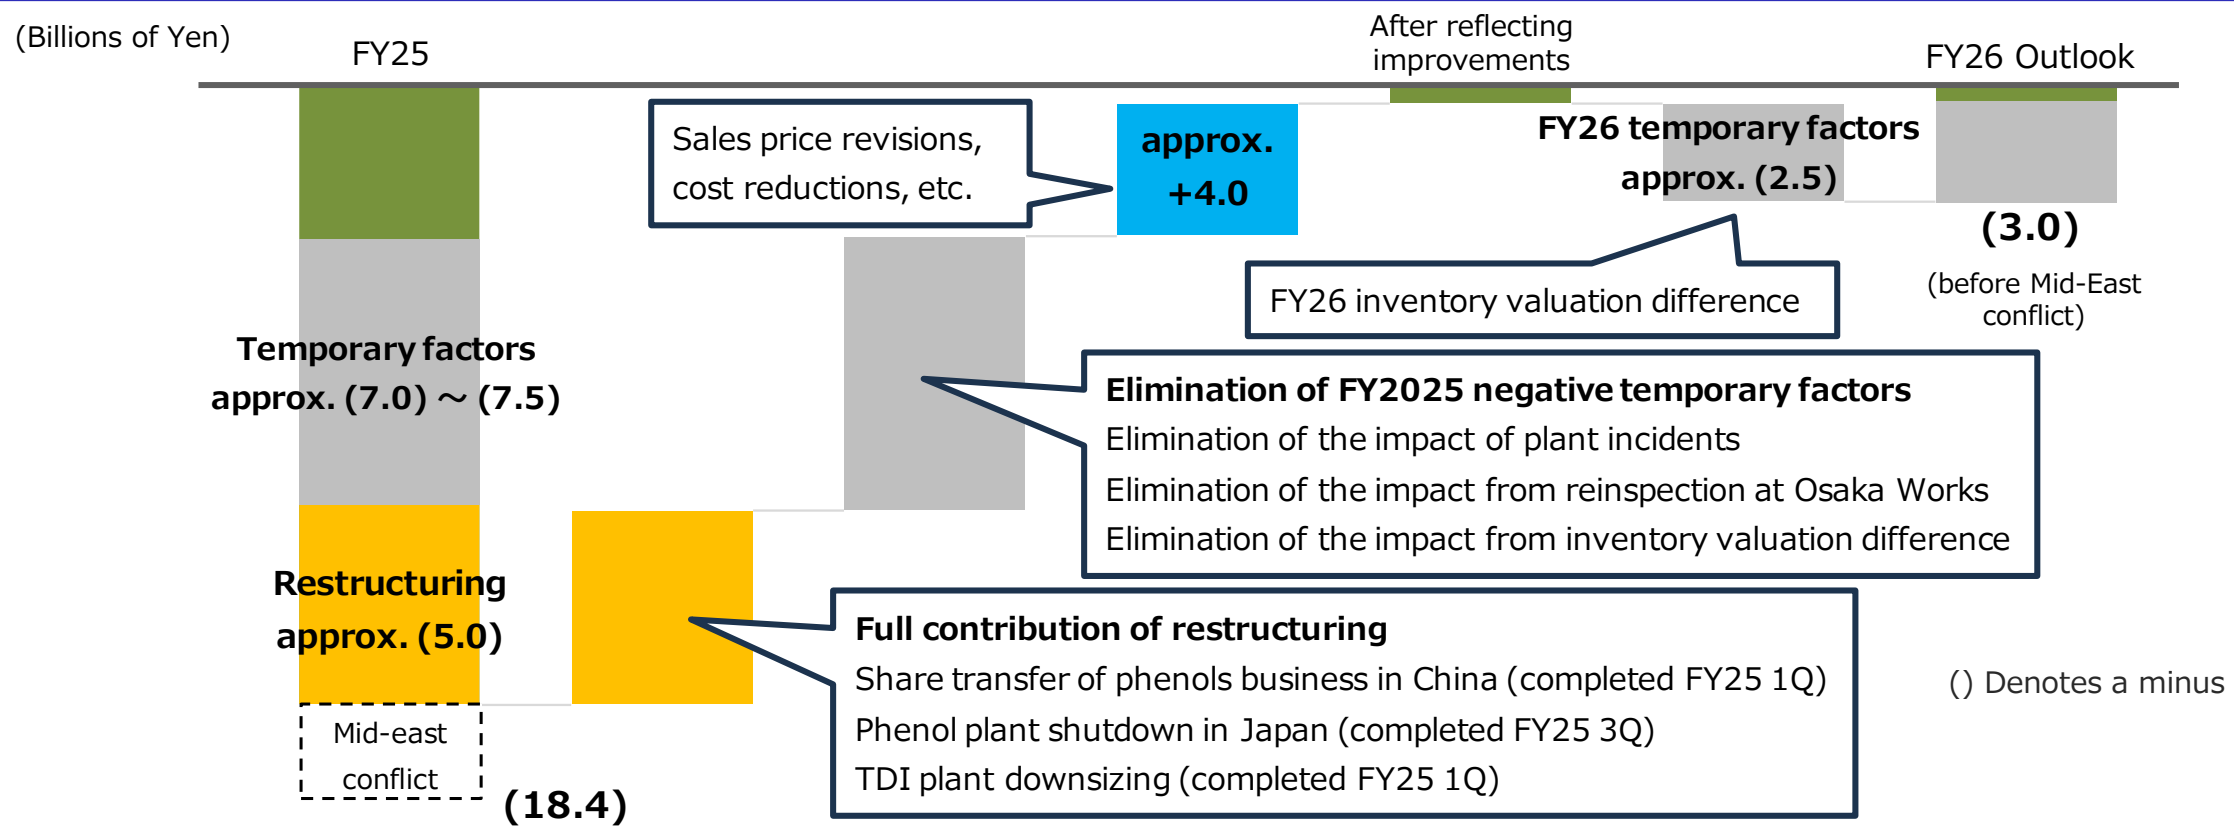 (Billions of Yen)
FY25
After reflecting
improvements
FY26 Outlook
Sales price revisions,
cost reductions, etc.
approx.
+4.0
FY26 temporary factors
approx. (2.5)
(3.0)
(before Mid-East
conflict)
FY26 inventory valuation difference
Temporary factors
approx. (7.0) ～ (7.5)
Elimination of FY2025 negative temporary factors
Elimination of the impact of plant incidents
Elimination of the impact from reinspection at Osaka Works
Elimination of the impact from inventory valuation difference
Restructuring
approx. (5.0)
Full contribution of restructuring
Share transfer of phenols business in China (completed FY25 1Q)
Phenol plant shutdown in Japan (completed FY25 3Q)
TDI plant downsizing (completed FY25 1Q)
() Denotes a minus
Mid-east
conflict
(18.4)